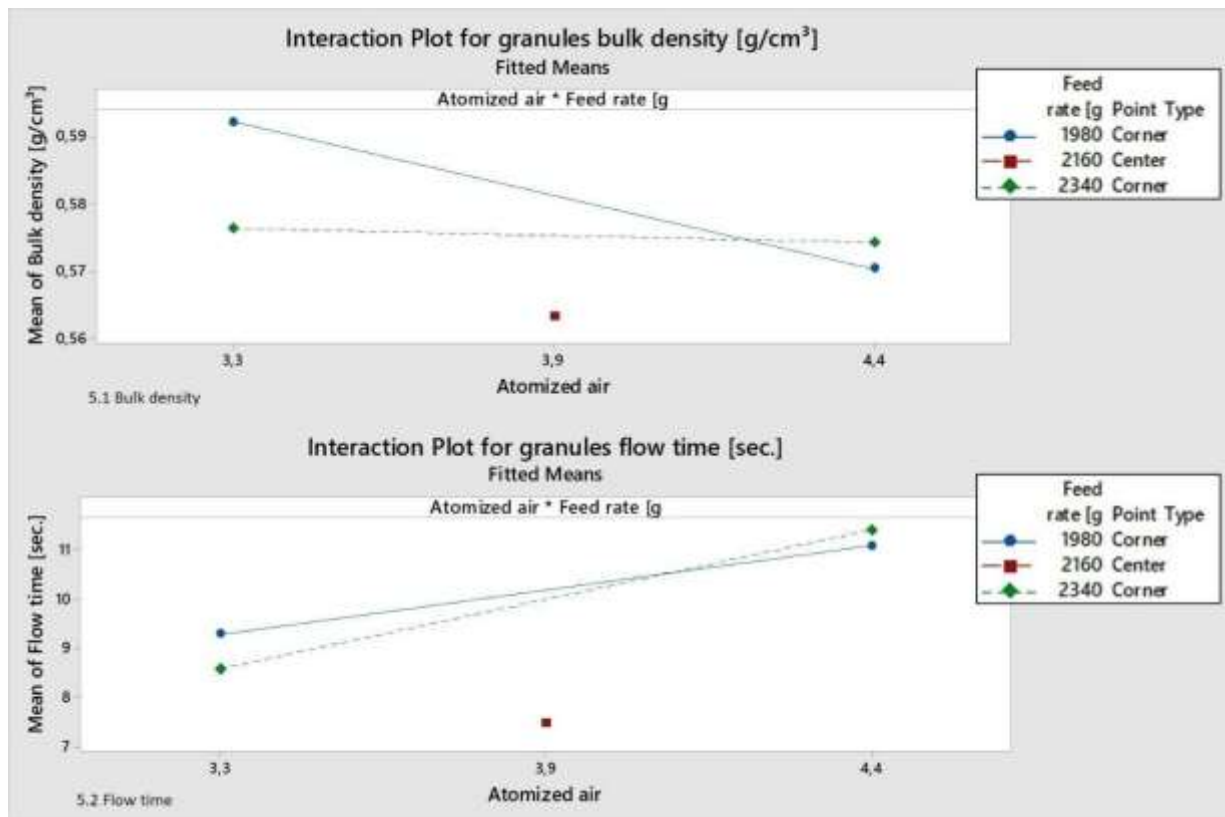 Interaction Plot for granules bulk density [g/cm³]
Fitted Means
Atomized air * Feed rate [g
Mean of Bulk density [g/cm³]
0,59
0,58
0,57
0,56
3,3
3,9
4,4
Atomized air
Feed
rate [g Point Type
1980 Corner
2160 Center
2340 Corner
5.1 Bulk density
Interaction Plot for granules flow time [sec.]
Fitted Means
Atomized air * Feed rate [g
Mean of Flow time [sec.]
11
10
9
8
7
3,3
3,9
4,4
Atomized air
Feed
rate [g Point Type
1980 Corner
2160 Center
2340 Corner
5.2 Flow time